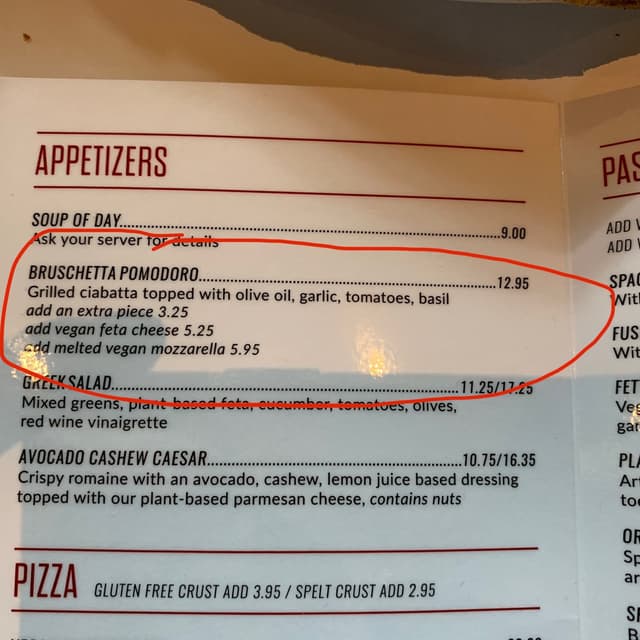 APPETIZERS
SOUP OF DAY..........................................................................9.00
Ask your server for details
BRUSCHETTA POMODORO..........................................................12.95
Grilled ciabatta topped with olive oil, garlic, tomatoes, basil
add an extra piece 3.25
add vegan feta cheese 5.25
add melted vegan mozzarella 5.95
GREEK SALAD....................................................................11.25/17.25
Mixed greens, plant-based feta, cucumber, tomatoes, olives,
red wine vinaigrette
AVOCADO CASHEW CAESAR..................................................10.75/16.35
Crispy romaine with an avocado, cashew, lemon juice based dressing
topped with our plant-based parmesan cheese, contains nuts
PIZZA GLUTEN FREE CRUST ADD 3.95 / SPELT CRUST ADD 2.95
PAS
ADD
ADD
SPAG
With
FUS
Wit
FET
Veg
gar
PL
Ar
to
OR
Sp
ar